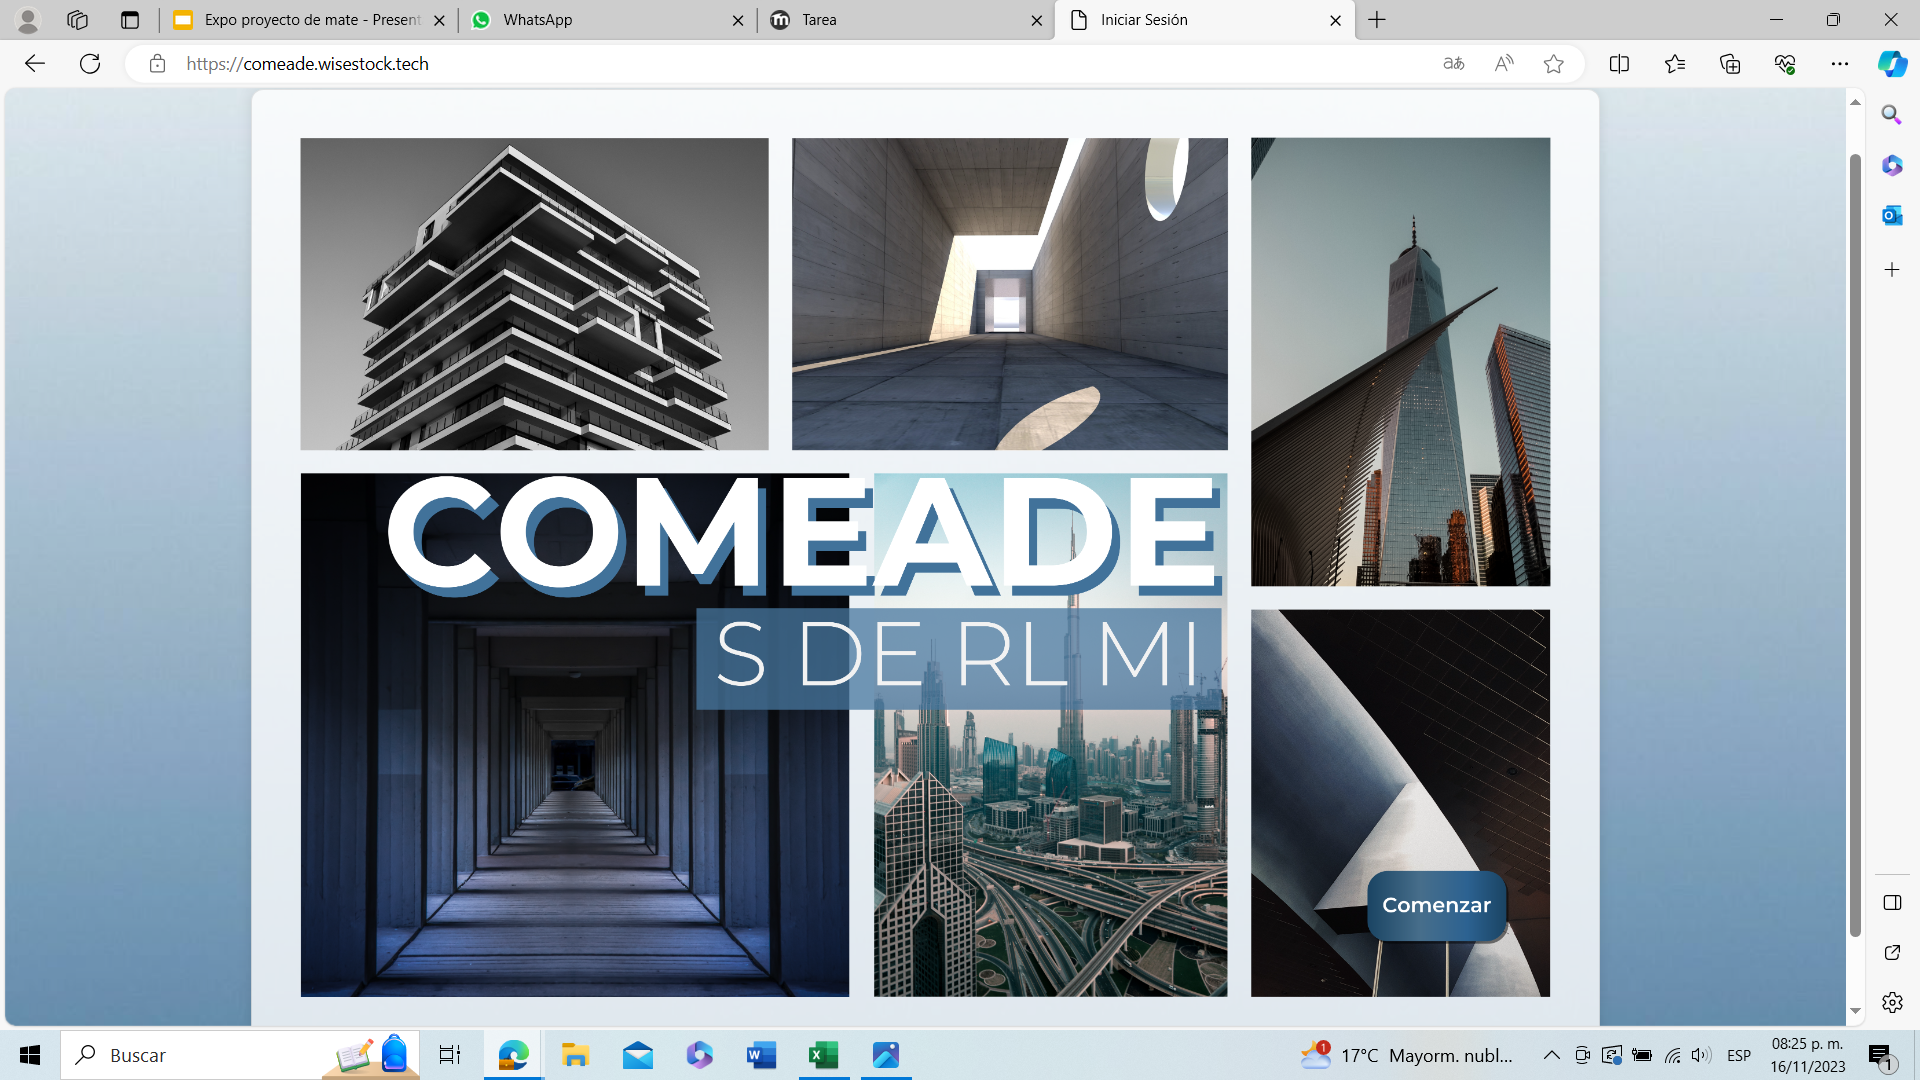 Expo proyecto de mate - Present
WhatsApp
Tarea
Iniciar Sesión
https://comeade.wisestock.tech
COMEADE
S DE RL MI
Comenzar
Buscar
17°C Mayorm. nubl...
ESP
08:25 p. m.
16/11/2023